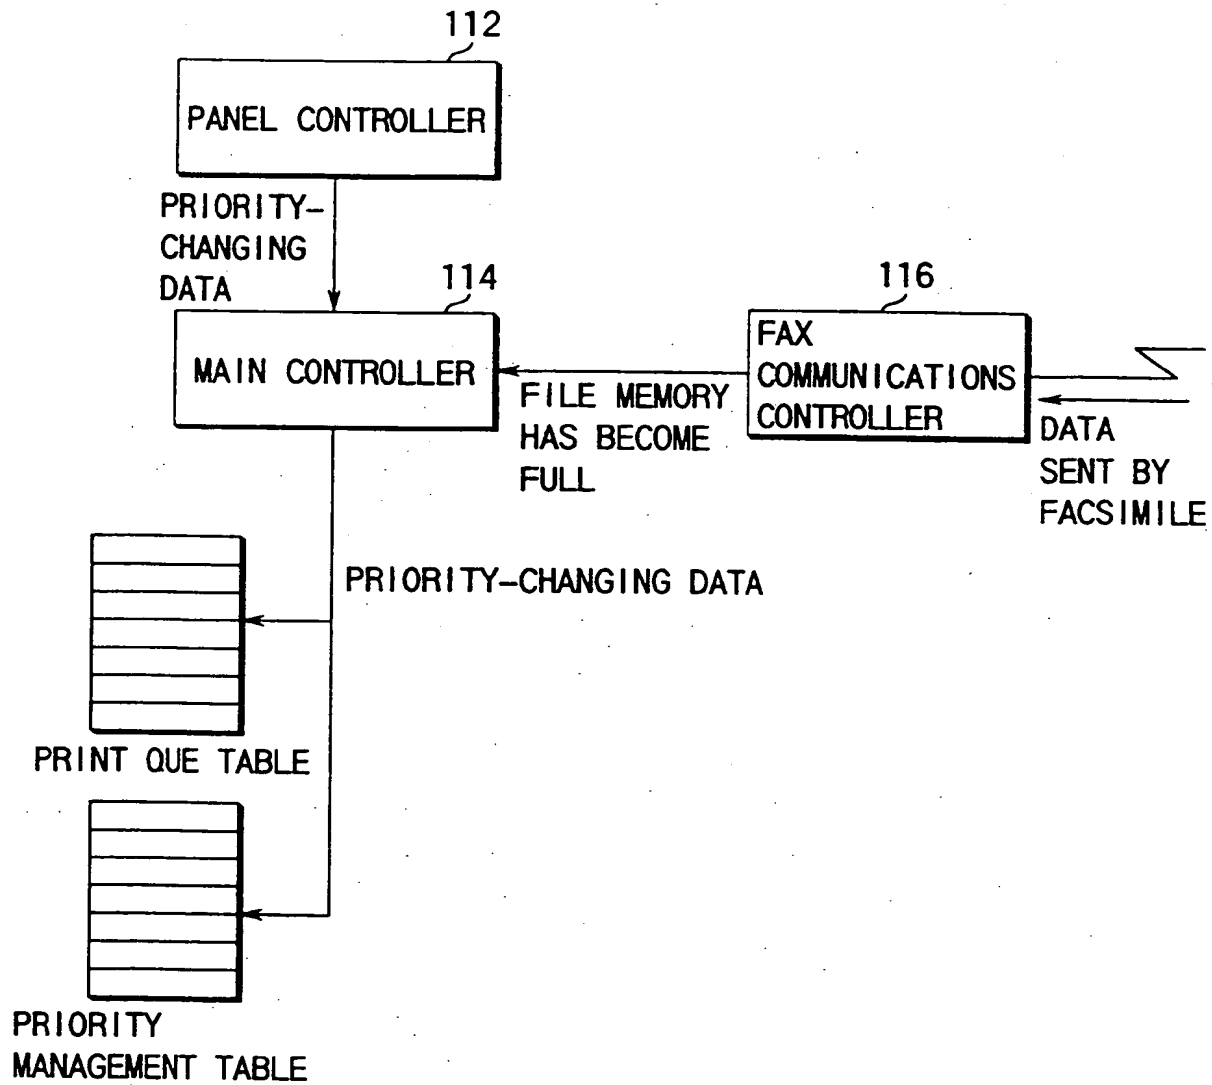 112
PANEL CONTROLLER
PRIORITY-
CHANGING
DATA
114
MAIN CONTROLLER
116
FAX
COMMUNICATIONS
CONTROLLER
FILE MEMORY
HAS BECOME
FULL
DATA
SENT BY
FACSIMILE
PRIORITY-CHANGING DATA
PRINT QUE TABLE
PRIORITY
MANAGEMENT TABLE